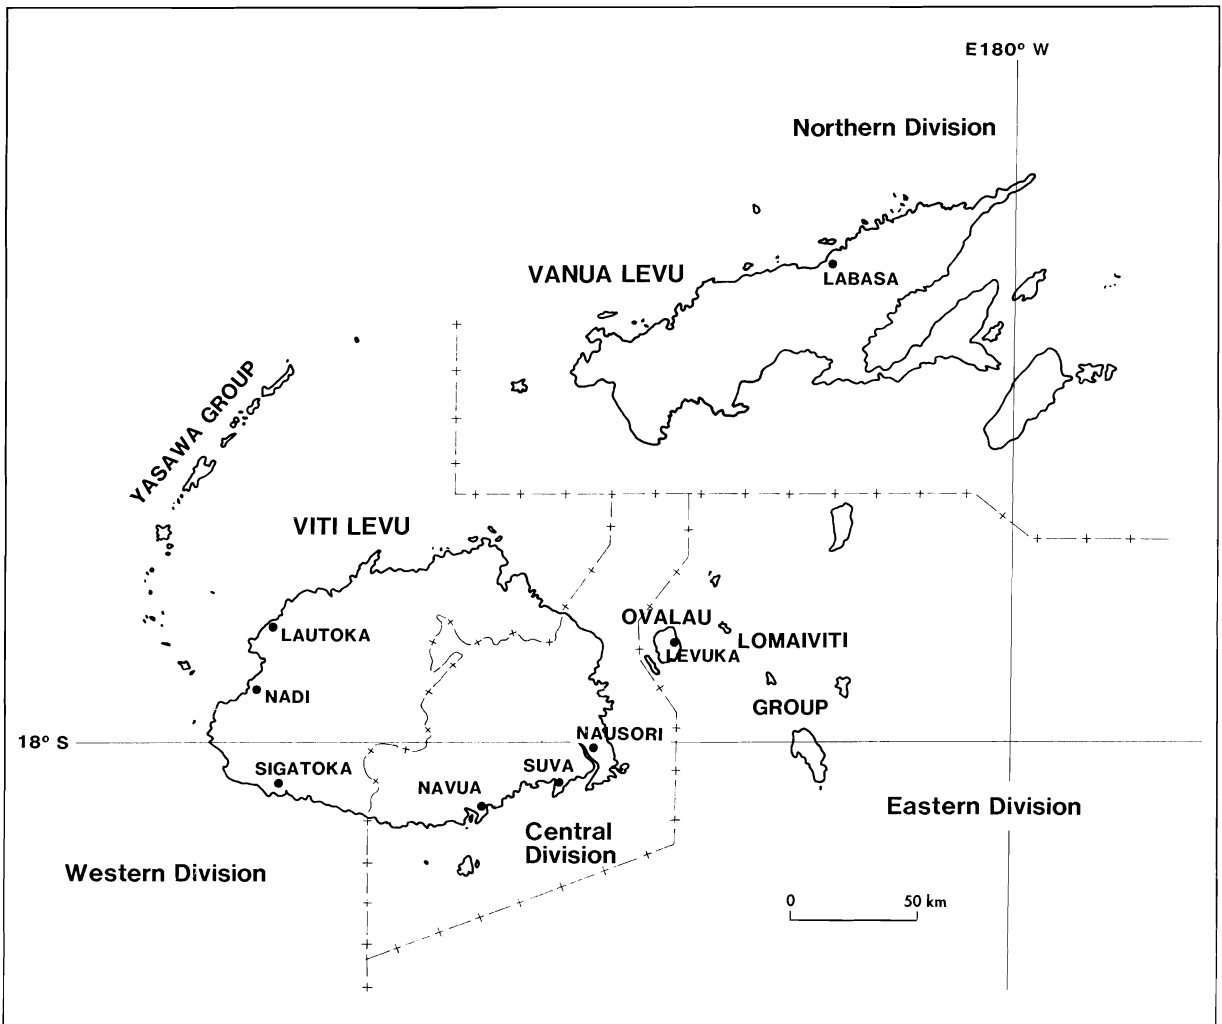 E180° W
Northern Division
VANUA LEVU
LABASA
YASAWA GROUP
VITI LEVU
OVALAU
LAUTOKA
LEVUKA
LOMAIVITI
NADI
GROUP
NAUSORI
18° S
SIGATOKA
SUVA
NAVUA
Eastern Division
Central
Division
Western Division
0 50 km